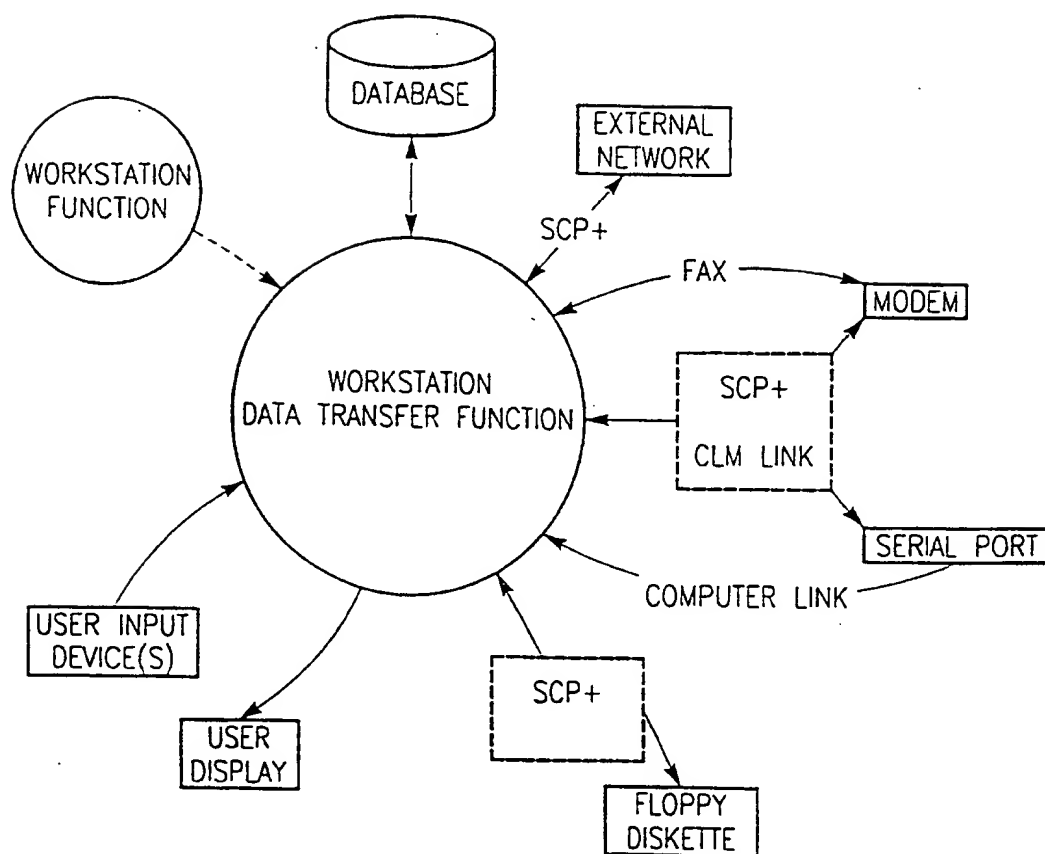 DATABASE
EXTERNAL
NETWORK
WORKSTATION
FUNCTION
SCP+
FAX
MODEM
WORKSTATION
DATA TRANSFER FUNCTION
SCP+
CLM LINK
SERIAL PORT
COMPUTER LINK
USER INPUT
DEVICE(S)
SCP+
USER
DISPLAY
FLOPPY
DISKETTE